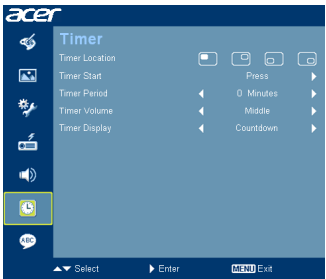 acer
Timer
Timer Location
Timer Start Press
Timer Period 0 Minutes
Timer Volume Middle
Timer Display Countdown
ABC
Select Enter MENU Exit